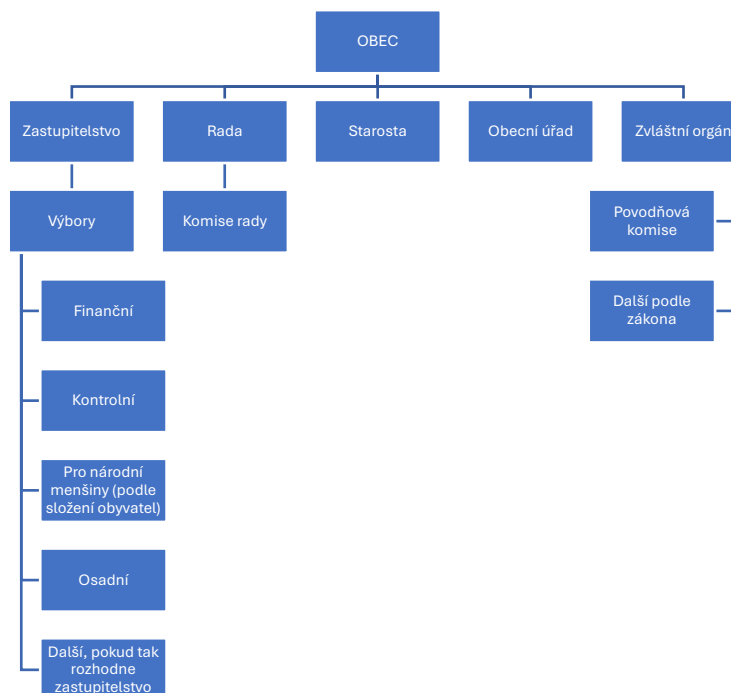 OBEC
Zastupitelstvo
Rada
Starosta
Obecní úřad
Zvláštní orgán
Výbory
Komise rady
Povodňová
komise
Finanční
Další podle
zákona
Kontrolní
Pro národní
menšiny (podle
složení obyvatel)
Osadní
Další, pokud tak
rozhodne
zastupitelstvo